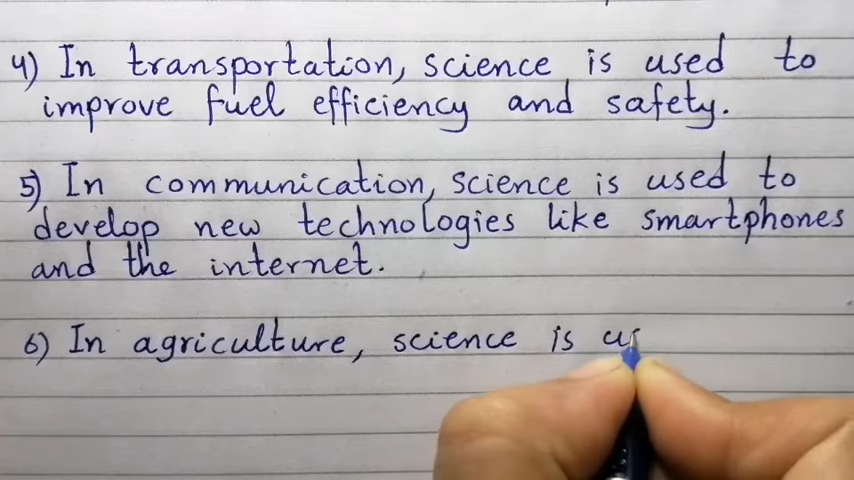 4) In transportation, science is used to
improve fuel efficiency and safety.
5) In communication, science is used to
develop new technologies like smartphones
and the internet.
6) In agriculture, science is us